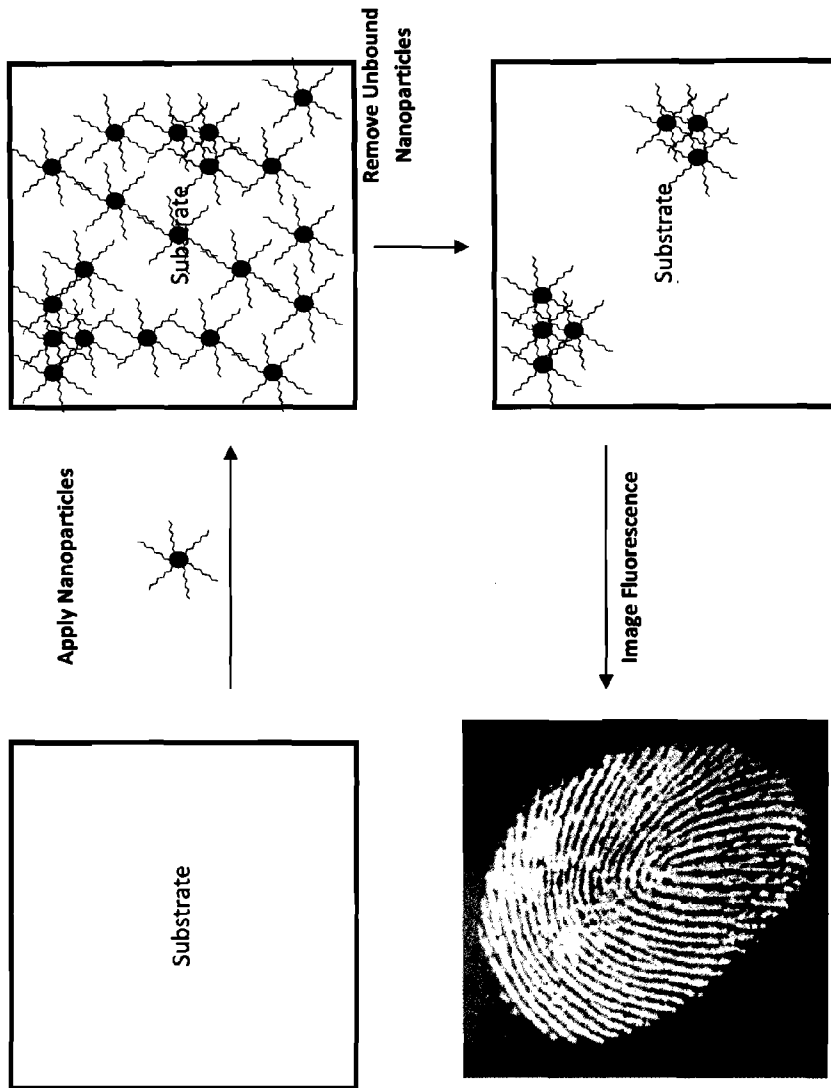 Substrate
Apply Nanoparticles
Substrate
Remove Unbound
Nanoparticles
Substrate
Image Fluorescence